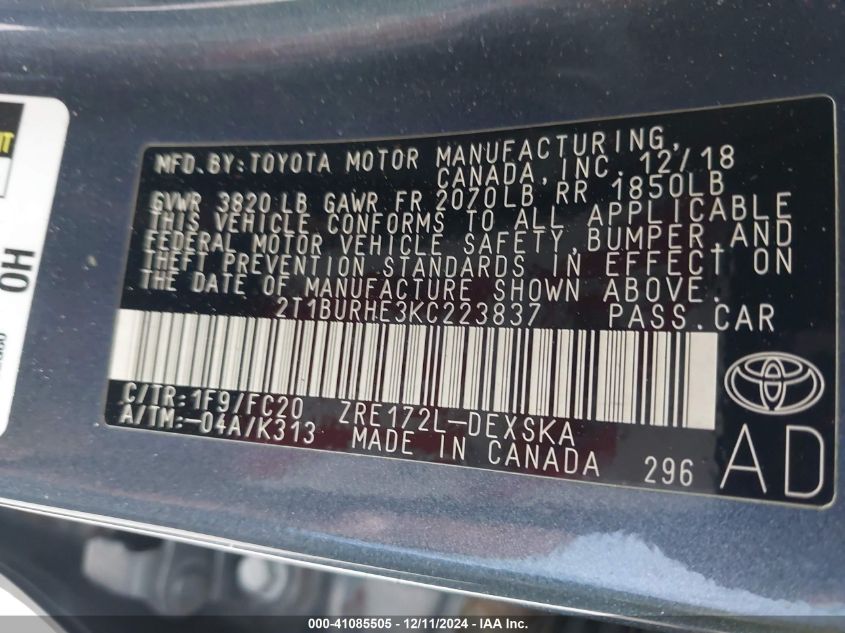 MFD.BY:TOYOTA MOTOR MANUFACTURING,
CANADA, INC. 12/18
GVWR 3820 LB GAWR FR 2070LB RR 1850LB
THIS VEHICLE CONFORMS TO ALL APPLICABLE
FEDERAL MOTOR VEHICLE SAFETY,BUMPER,AND
THEFT PREVENTION STANDARDS IN EFFECT ON
THE DATE OF MANUFACTURE SHOWN ABOVE.
2T1BURHE3KC223837 PASS.CAR
C/TR:1F9/FC20 ZRE172L-DEXSKA
A/TM:-04A/K313 MADE IN CANADA 296
AD
HO
000-41085505 - 12/11/2024 - IAA Inc.